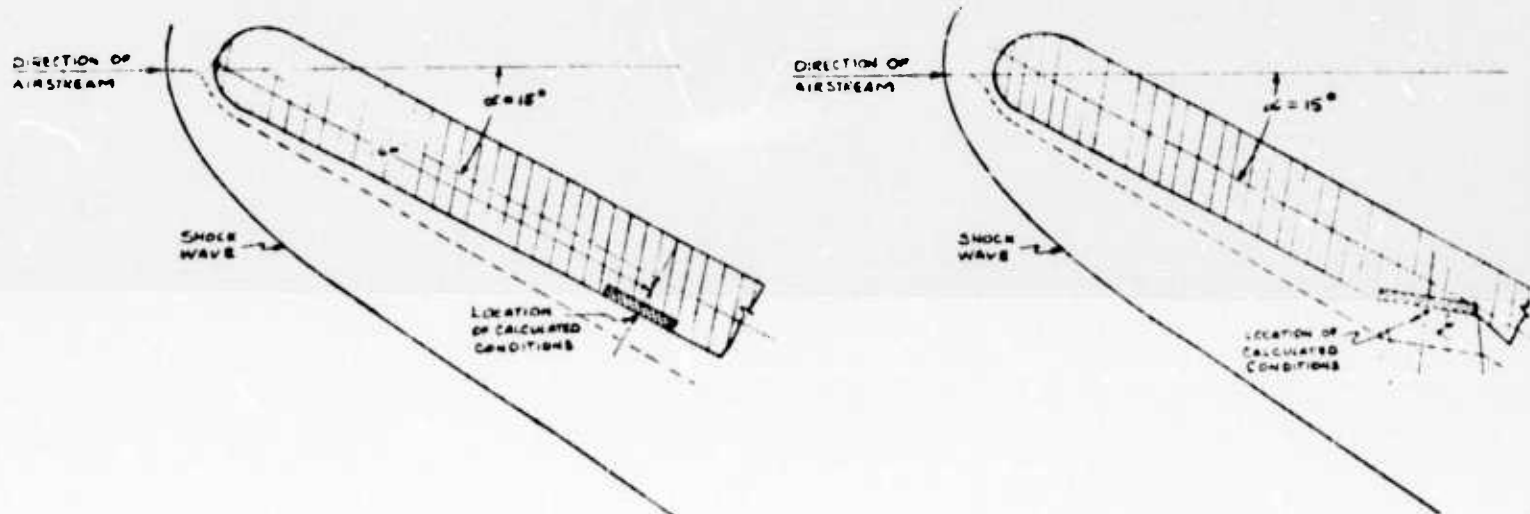 DIRECTION OF
AIRSTREAM
α = 15°
6"
SHOCK
WAVE
LOCATION
OF CALCULATED
CONDITIONS
DIRECTION OF
AIRSTREAM
α = 15°
SHOCK
WAVE
LOCATION OF
CALCULATED
CONDITIONS